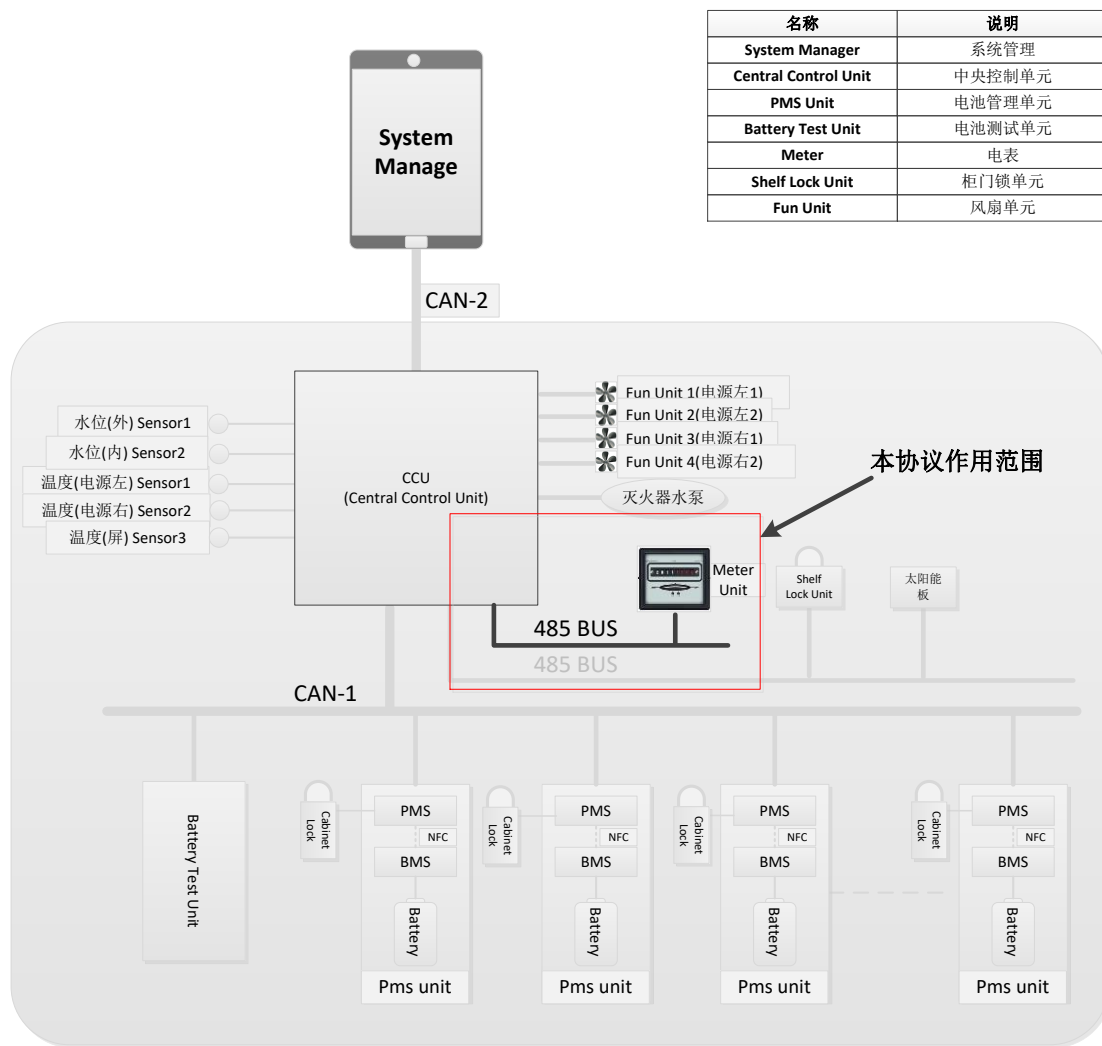 名称 说明
System Manager 系统管理
Central Control Unit 中央控制单元
PMS Unit 电池管理单元
Battery Test Unit 电池测试单元
Meter 电表
Shelf Lock Unit 柜门锁单元
Fun Unit 风扇单元
System
Manage
CAN-2
水位(外) Sensor1
水位(内) Sensor2
温度(电源左) Sensor1
温度(电源右) Sensor2
温度(屏) Sensor3
CCU
(Central Control Unit)
Fun Unit 1(电源左1)
Fun Unit 2(电源左2)
Fun Unit 3(电源右1)
Fun Unit 4(电源右2)
灭火器水泵
本协议作用范围
Meter
Unit
Shelf
Lock Unit
太阳能
板
485 BUS
485 BUS
CAN-1
Battery Test Unit
Cabinet
Lock
PMS
NFC
BMS
Battery
Pms unit
Cabinet
Lock
PMS
NFC
BMS
Battery
Pms unit
Cabinet
Lock
PMS
NFC
BMS
Battery
Pms unit
Cabinet
Lock
PMS
NFC
BMS
Battery
Pms unit